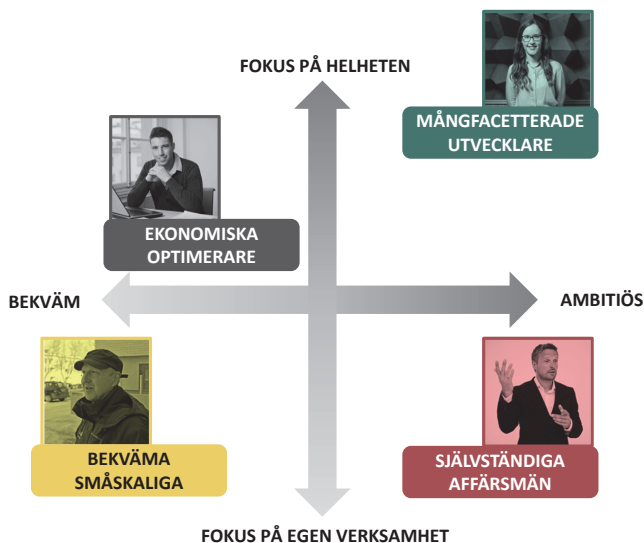 FOKUS PÅ HELHETEN
MÅNGFACETTERADE
UTVECKLARE
EKONOMISKA
OPTIMERARE
BEKVÄM
AMBITIÖS
BEKVÄMA
SMÅSKALIGA
SJÄLVSTÄNDIGA
AFFÄRSMÄN
FOKUS PÅ EGEN VERKSAMHET